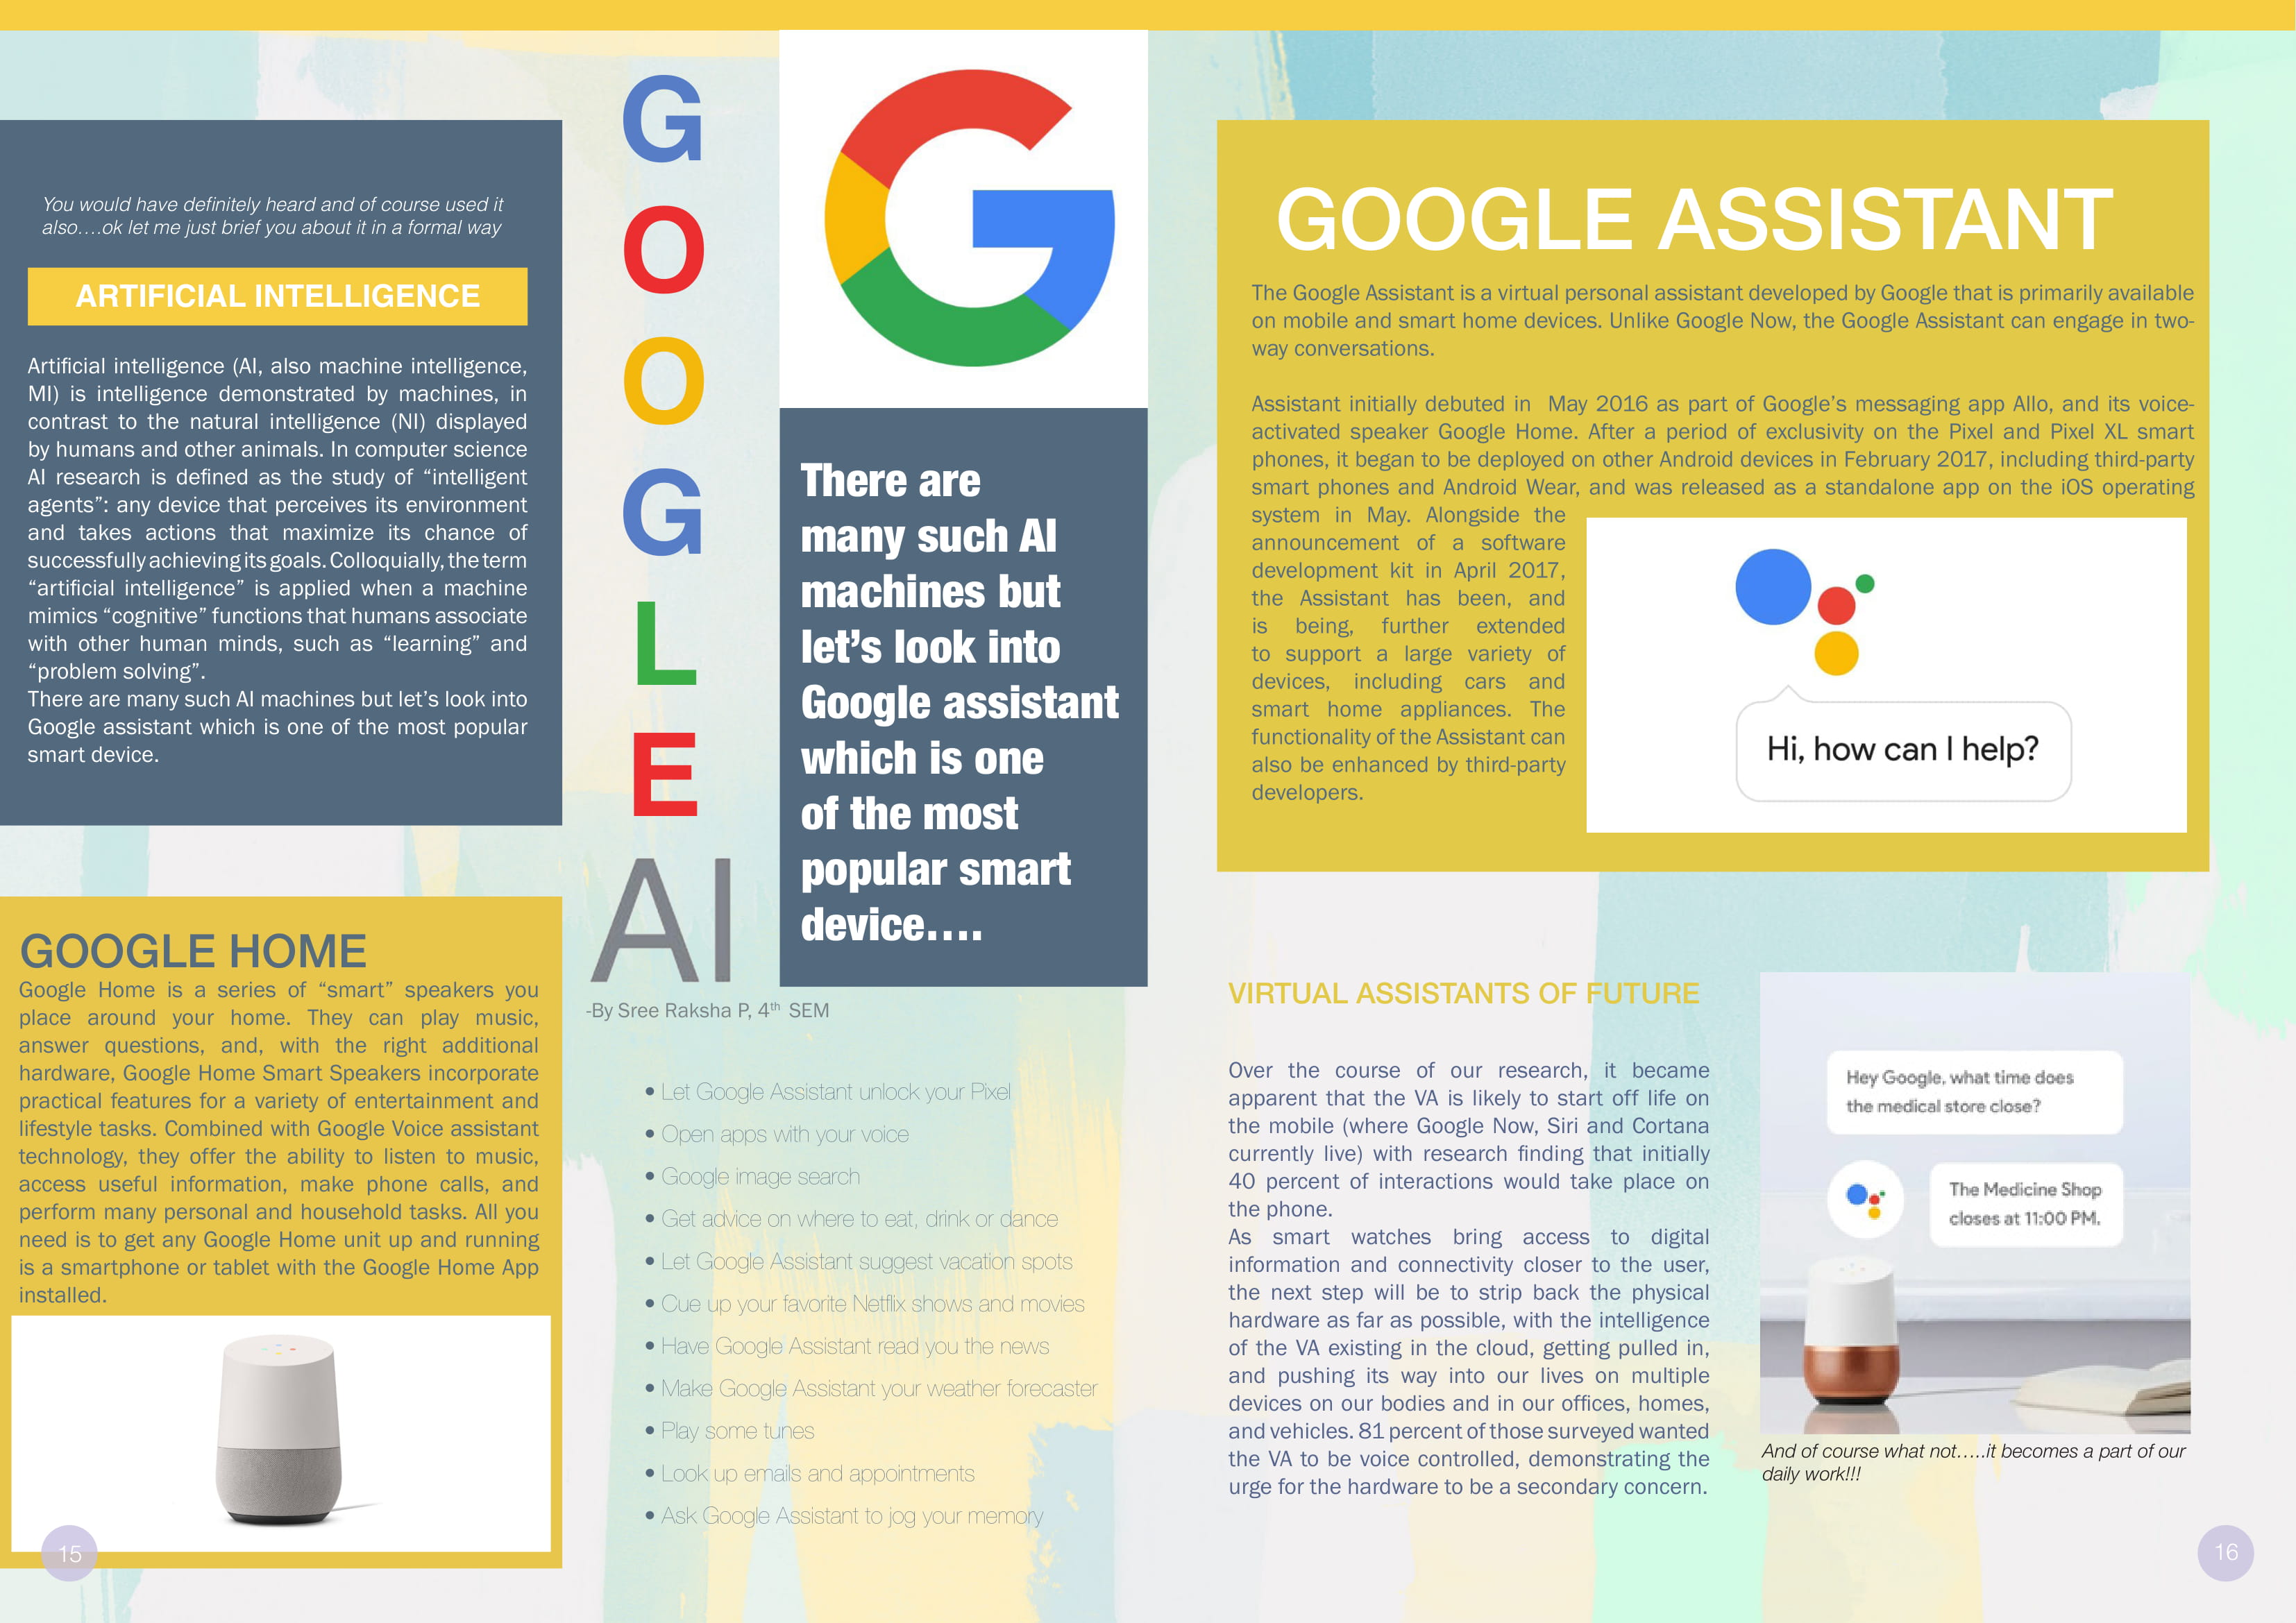 You would have definitely heard and of course used it
also….ok let me just brief you about it in a formal way
ARTIFICIAL INTELLIGENCE
Artificial intelligence (AI, also machine intelligence,
MI) is intelligence demonstrated by machines, in
contrast to the natural intelligence (NI) displayed
by humans and other animals. In computer science
AI research is defined as the study of “intelligent
agents”: any device that perceives its environment
and takes actions that maximize its chance of
successfully achieving its goals. Colloquially, the term
“artificial intelligence” is applied when a machine
mimics “cognitive” functions that humans associate
with other human minds, such as “learning” and
“problem solving”.
There are many such AI machines but let’s look into
Google assistant which is one of the most popular
smart device.
GOOGLE HOME
Google Home is a series of “smart” speakers you
place around your home. They can play music,
answer questions, and, with the right additional
hardware, Google Home Smart Speakers incorporate
practical features for a variety of entertainment and
lifestyle tasks. Combined with Google Voice assistant
technology, they offer the ability to listen to music,
access useful information, make phone calls, and
perform many personal and household tasks. All you
need is to get any Google Home unit up and running
is a smartphone or tablet with the Google Home App
installed.
15
G
O
O
G
L
E
AI
-By Sree Raksha P, 4th SEM
G
There are
many such AI
machines but
let’s look into
Google assistant
which is one
of the most
popular smart
device….
• Let Google Assistant unlock your Pixel
• Open apps with your voice
• Google image search
• Get advice on where to eat, drink or dance
• Let Google Assistant suggest vacation spots
• Cue up your favorite Netflix shows and movies
• Have Google Assistant read you the news
• Make Google Assistant your weather forecaster
• Play some tunes
• Look up emails and appointments
• Ask Google Assistant to jog your memory
GOOGLE ASSISTANT
The Google Assistant is a virtual personal assistant developed by Google that is primarily available
on mobile and smart home devices. Unlike Google Now, the Google Assistant can engage in two-
way conversations.
Assistant initially debuted in May 2016 as part of Google’s messaging app Allo, and its voice-
activated speaker Google Home. After a period of exclusivity on the Pixel and Pixel XL smart
phones, it began to be deployed on other Android devices in February 2017, including third-party
smart phones and Android Wear, and was released as a standalone app on the iOS operating
system in May. Alongside the
announcement of a software
development kit in April 2017,
the Assistant has been, and
is being, further extended
to support a large variety of
devices, including cars and
smart home appliances. The
functionality of the Assistant can
also be enhanced by third-party
developers.
Hi, how can I help?
VIRTUAL ASSISTANTS OF FUTURE
Over the course of our research, it became
apparent that the VA is likely to start off life on
the mobile (where Google Now, Siri and Cortana
currently live) with research finding that initially
40 percent of interactions would take place on
the phone.
As smart watches bring access to digital
information and connectivity closer to the user,
the next step will be to strip back the physical
hardware as far as possible, with the intelligence
of the VA existing in the cloud, getting pulled in,
and pushing its way into our lives on multiple
devices on our bodies and in our offices, homes,
and vehicles. 81 percent of those surveyed wanted
the VA to be voice controlled, demonstrating the
urge for the hardware to be a secondary concern.
Hey Google, what time does
the medical store close?
The Medicine Shop
closes at 11:00 PM.
And of course what not…..it becomes a part of our
daily work!!!
16